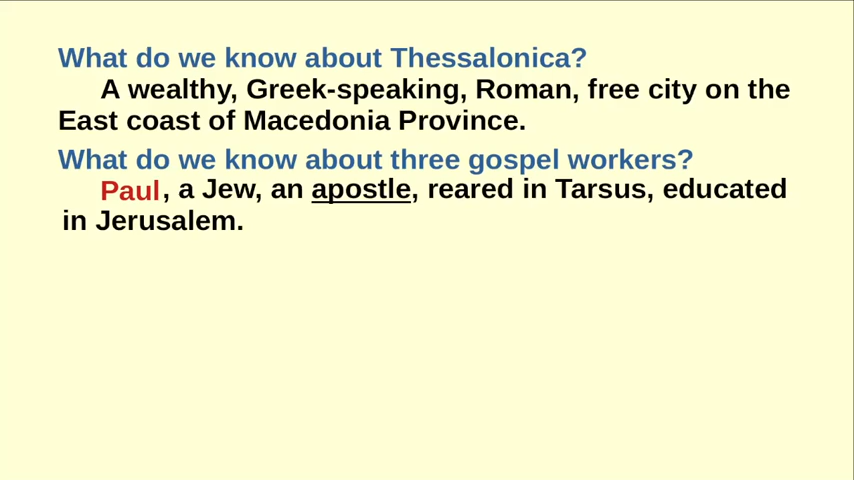 What do we know about Thessalonica?
A wealthy, Greek-speaking, Roman, free city on the
East coast of Macedonia Province.
What do we know about three gospel workers?
Paul, a Jew, an apostle, reared in Tarsus, educated
in Jerusalem.